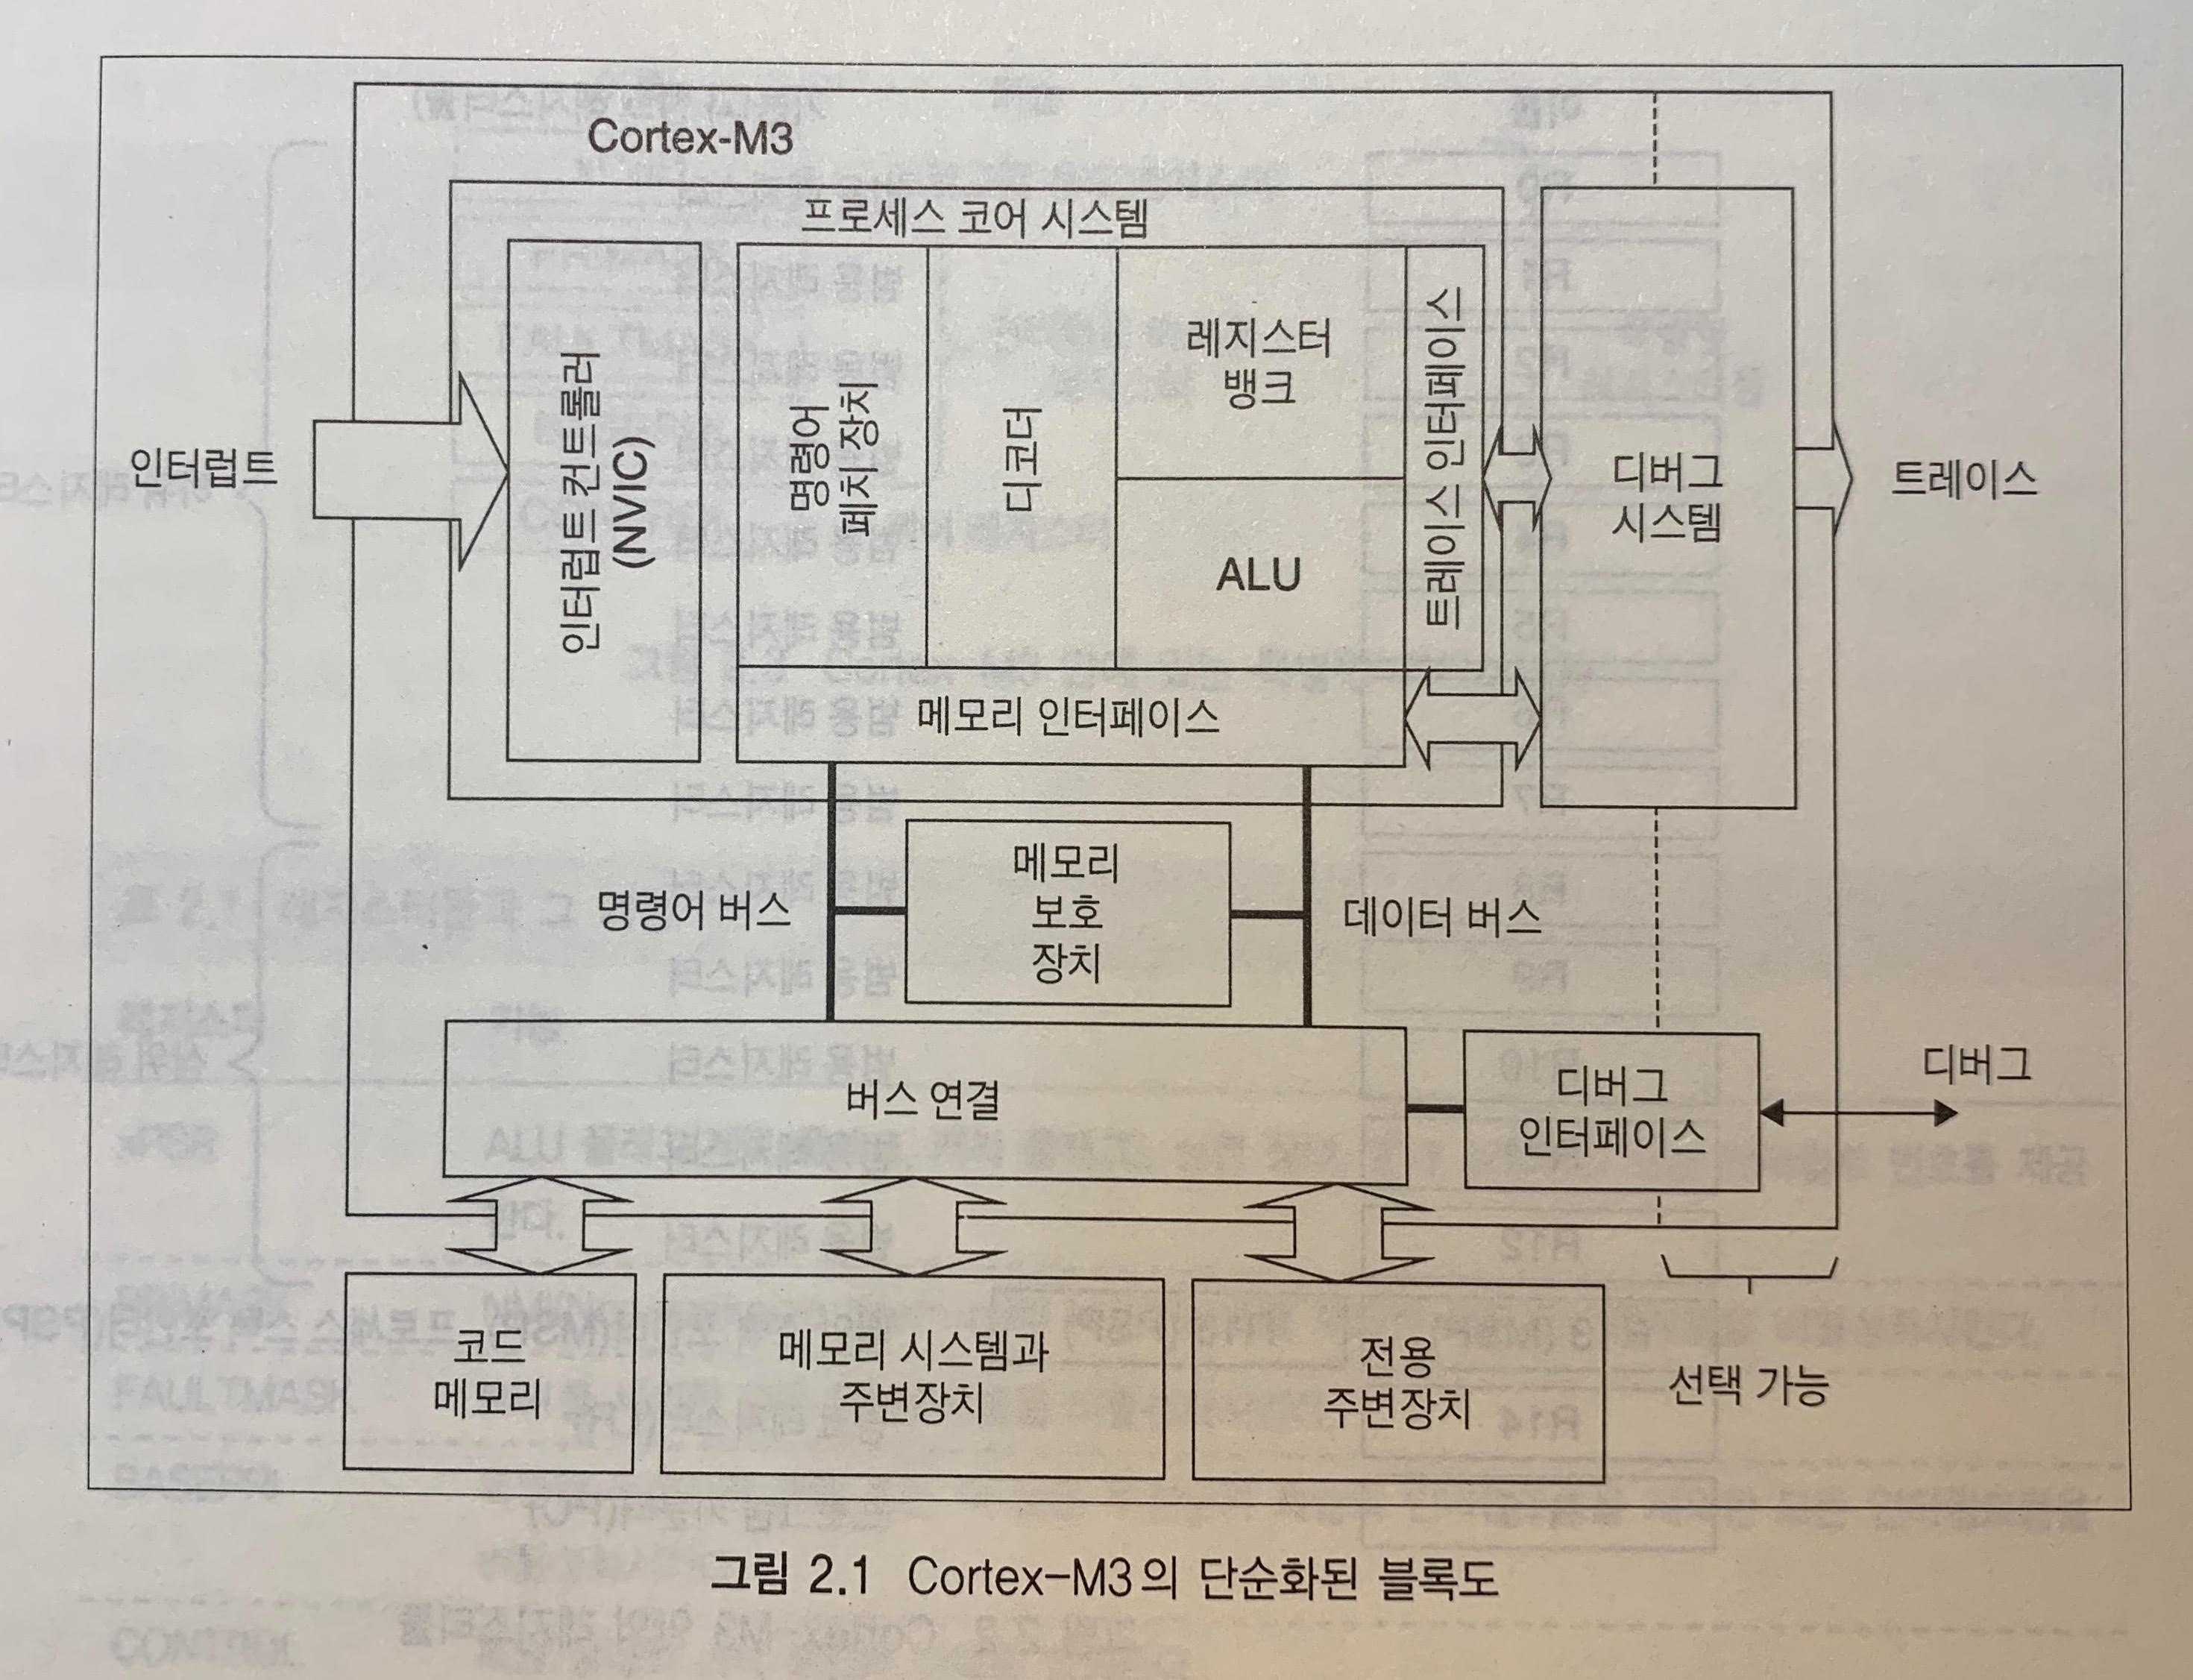 Cortex-M3
프로세스 코어 시스템
인터럽트
인터럽트 컨트롤러
(NVIC)
명령어
페치 장치
디코더
레지스터
뱅크
ALU
트레이스 인터페이스
디버그
시스템
트레이스
메모리 인터페이스
명령어 버스
메모리
보호
장치
데이터 버스
버스 연결
디버그
인터페이스
디버그
코드
메모리
메모리 시스템과
주변장치
전용
주변장치
선택 가능
그림 2.1 Cortex-M3의 단순화된 블록도